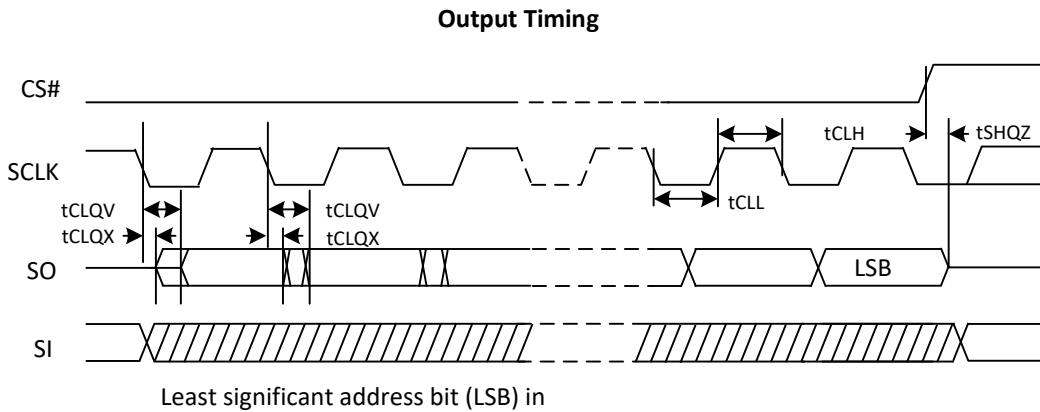 Output Timing
CS#
tCLH
tSHQZ
SCLK
tCLL
tCLQV
tCLQV
tCLQX
tCLQX
SO
LSB
SI
Least significant address bit (LSB) in